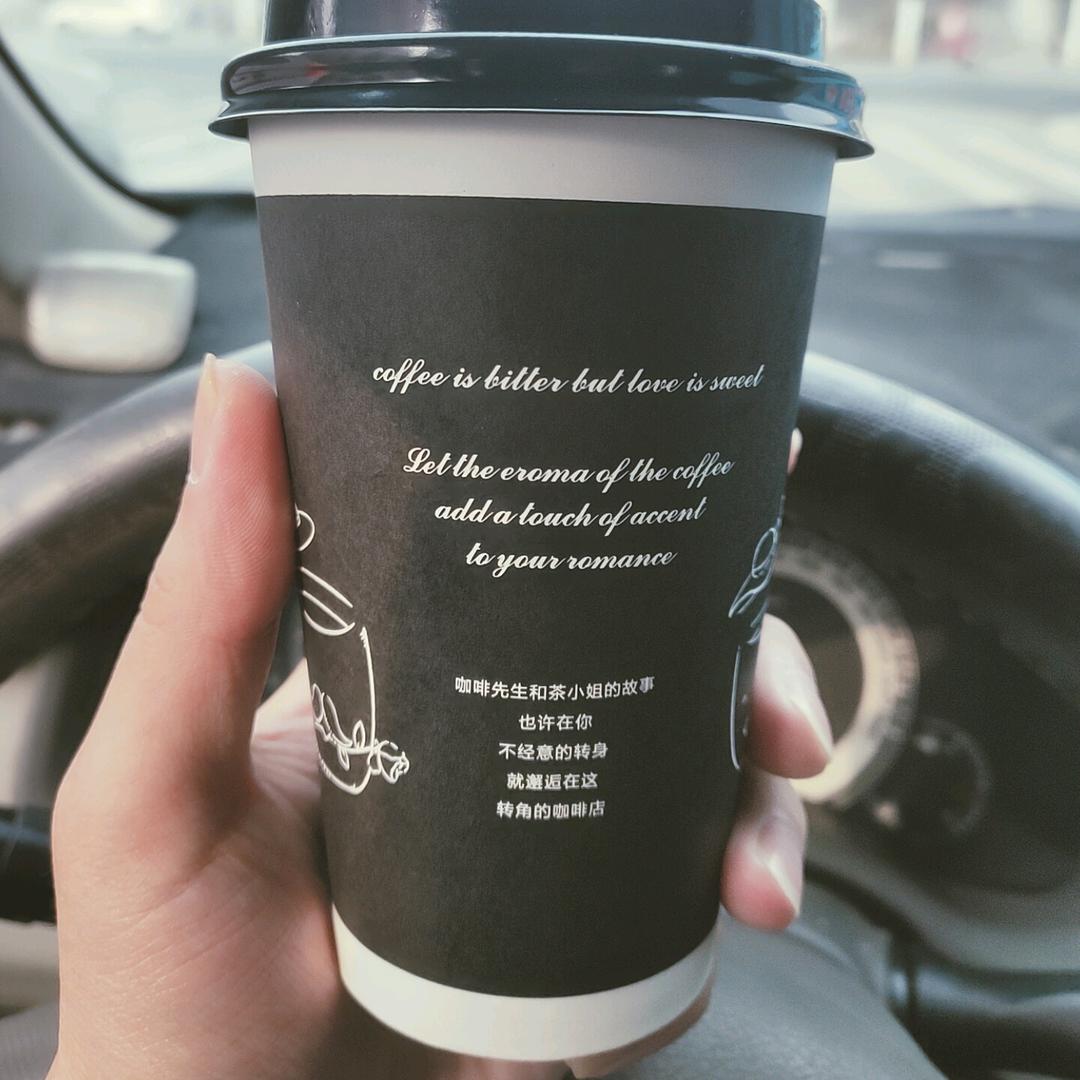 coffee is bitter but love is sweet
Let the eroma of the coffee
add a touch of accent
to your romance
咖啡先生和茶小姐的故事
也许在你
不经意的转身
就邂逅在这
转角的咖啡店